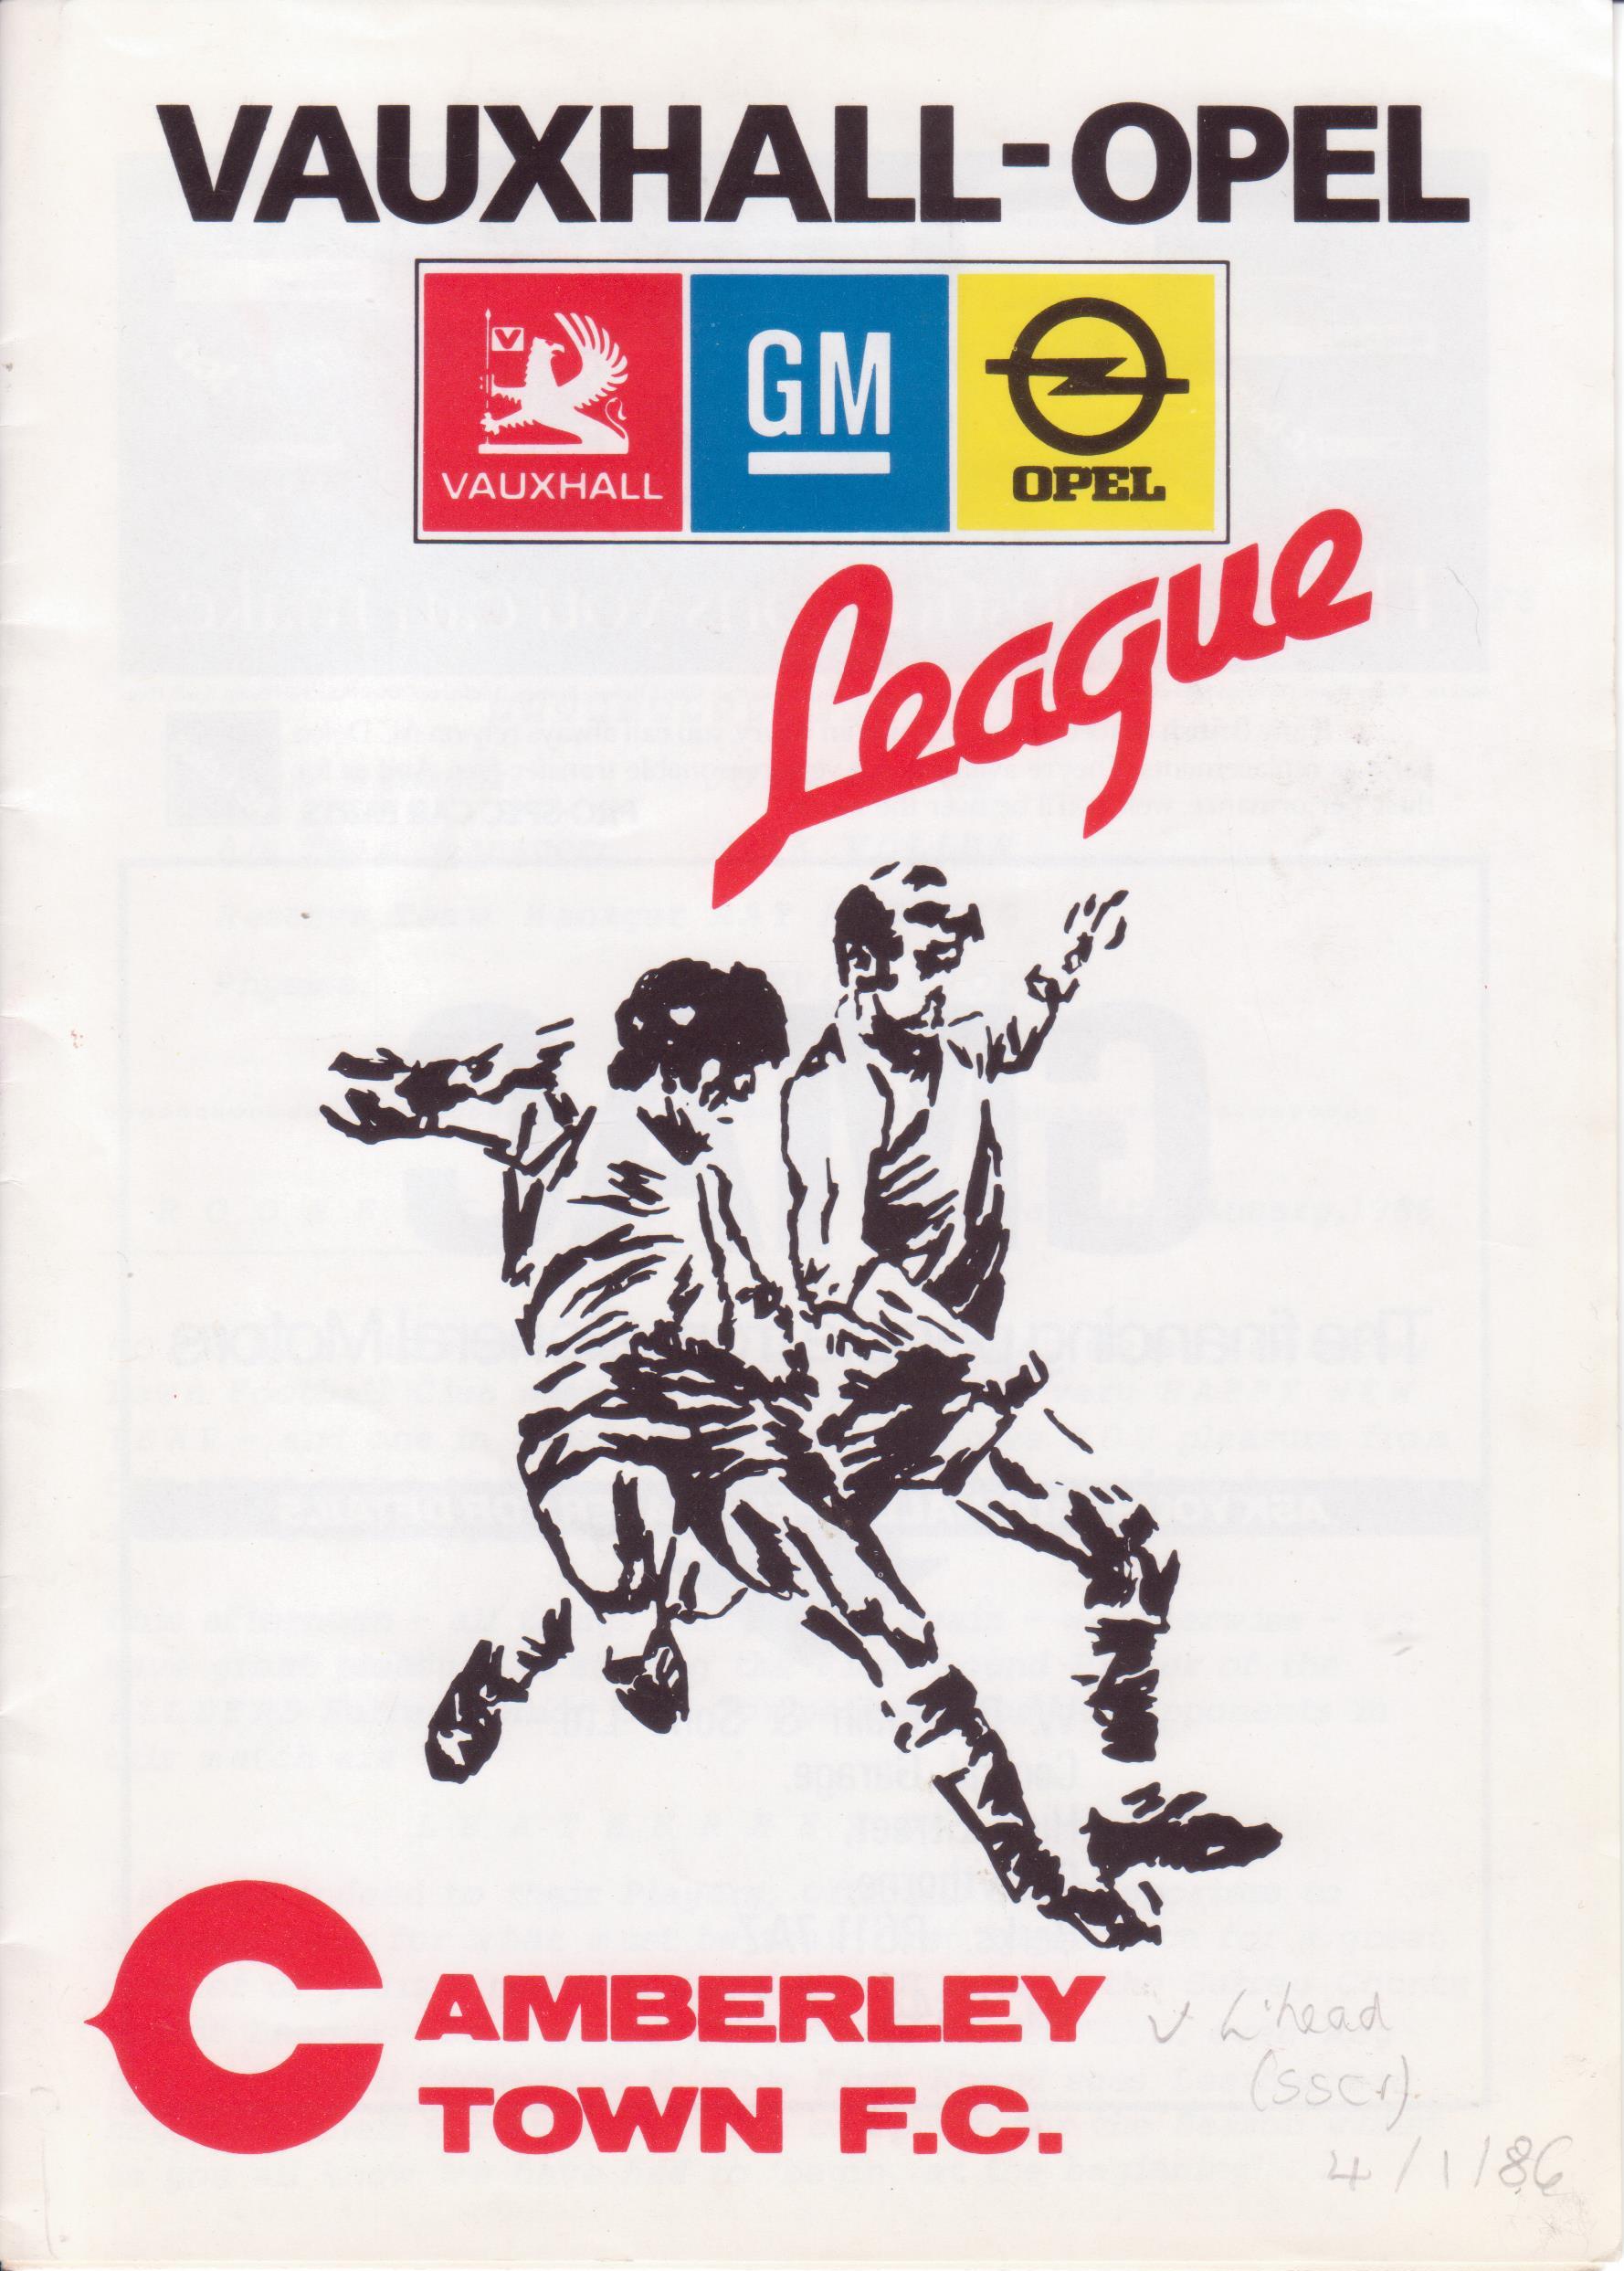 VAUXHALL-OPEL
V
VAUXHALL
GM
OPEL
League
CAMBERLEY
TOWN F.C.
v L'head
(SSC1).
4/1/86